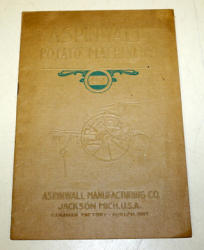 ASPINWALL
POTATO MACHINERY
ASPINWALL MANUFACTURING CO.
JACKSON MICH. U.S.A.
CANADIAN FACTORY - GUELPH, ONT.